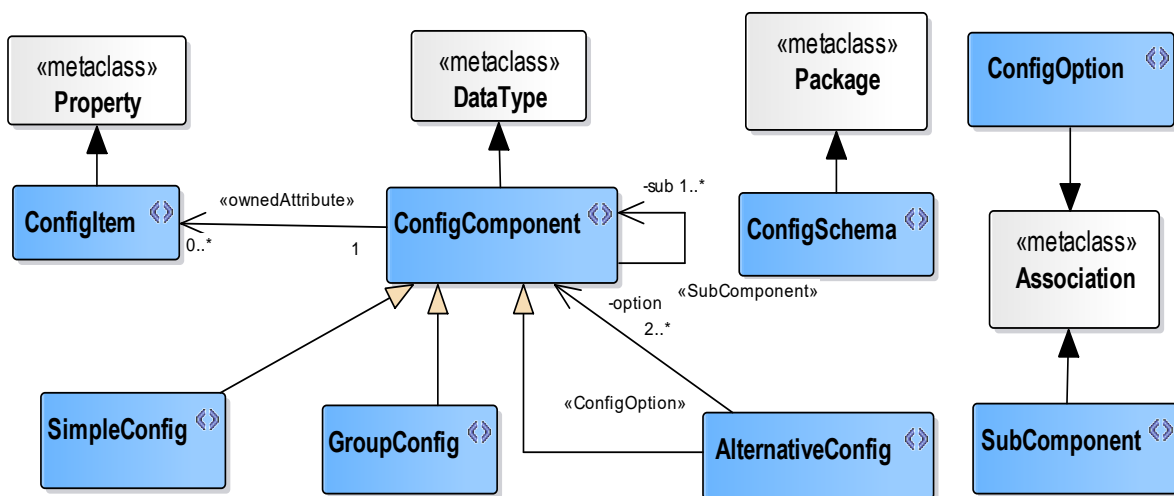 «metaclass»
Property
«metaclass»
DataType
«metaclass»
Package
ConfigOption
ConfigItem
«ownedAttribute»
0..*
1
ConfigComponent
-sub 1..*
«SubComponent»
ConfigSchema
«metaclass»
Association
-option
2..*
«ConfigOption»
SimpleConfig
GroupConfig
AlternativeConfig
SubComponent